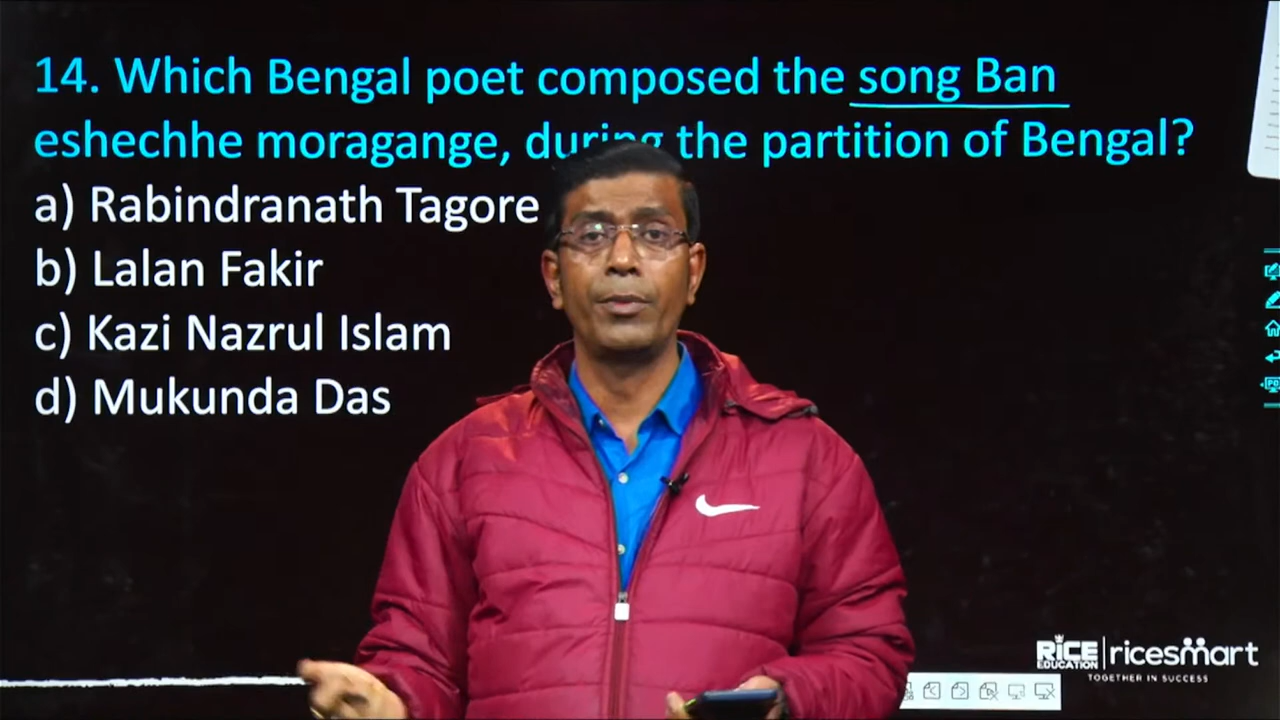 14. Which Bengal poet composed the song Ban
eshechhe moragange, during the partition of Bengal?
a) Rabindranath Tagore
b) Lalan Fakir
c) Kazi Nazrul Islam
d) Mukunda Das
RICE EDUCATION | ricesmart
TOGETHER IN SUCCESS